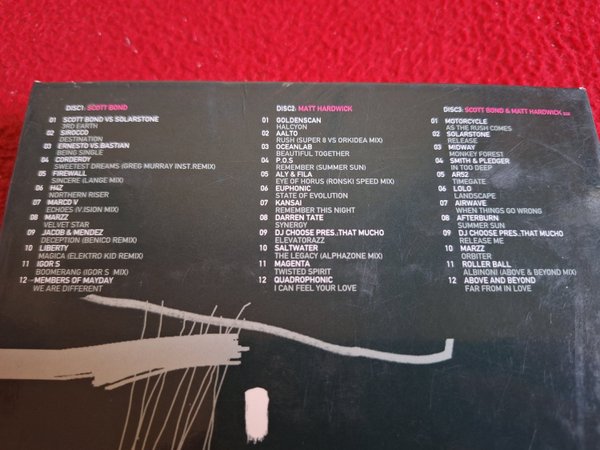 DISC1: SCOTT BOND
01 SCOTT BOND VS SOLARSTONE
3RD EARTH
02 SIROCCO
DESTINATION
03 ERNESTO VS.BASTIAN
BEING SINGLE
04 CORDEROY
SWEETEST DREAMS (GREG MURRAY INST.REMIX)
05 FIREWALL
SINCERE (LANGE MIX)
06 H4Z
NORTHERN RISER
07 MARCO V
ECHOES (V.ISION MIX)
08 MARZZ
VELVET STAR
09 JACOB & MENDEZ
DECEPTION (BENICO REMIX)
10 LIBERTY
MAGICA (ELEKTRO KID REMIX)
11 IGOR S
BOOMERANG (IGOR S MIX)
12 MEMBERS OF MAYDAY
WE ARE DIFFERENT
DISC2: MATT HARDWICK
01 GOLDENSCAN
HALCYON
02 AALTO
RUSH (SUPER 8 VS ORKIDEA MIX)
03 OCEANLAB
BEAUTIFUL TOGETHER
04 P.O.S
REMEMBER (SUMMER SUN)
05 ALY & FILA
EYE OF HORUS (RONSKI SPEED MIX)
06 EUPHONIC
STATE OF EVOLUTION
07 KANSAI
REMEMBER THIS NIGHT
08 DARREN TATE
SYNERGY
09 DJ CHOOSE PRES..THAT MUCHO
ELEVATORAZZ
10 SALTWATER
THE LEGACY (ALPHAZONE MIX)
11 MAGENTA
TWISTED SPIRIT
12 QUADROPHONIC
I CAN FEEL YOUR LOVE
DISC3: SCOTT BOND & MATT HARDWICK
01 MOTORCYCLE
AS THE RUSH COMES
02 SOLARSTONE
RELEASE
03 MIDWAY
MONKEY FOREST
04 SMITH & PLEDGER
IN TOO DEEP
05 AR52
TIMEGATE
06 LOLO
LANDSCAPE
07 AIRWAVE
WHEN THINGS GO WRONG
08 AFTERBURN
SUMMER SUN
09 DJ CHOOSE PRES..THAT MUCHO
RELEASE ME
10 MARZZ
ORBITER
11 ROLLER BALL
ALBINONI (ABOVE & BEYOND MIX)
12 ABOVE AND BEYOND
FAR FROM IN LOVE